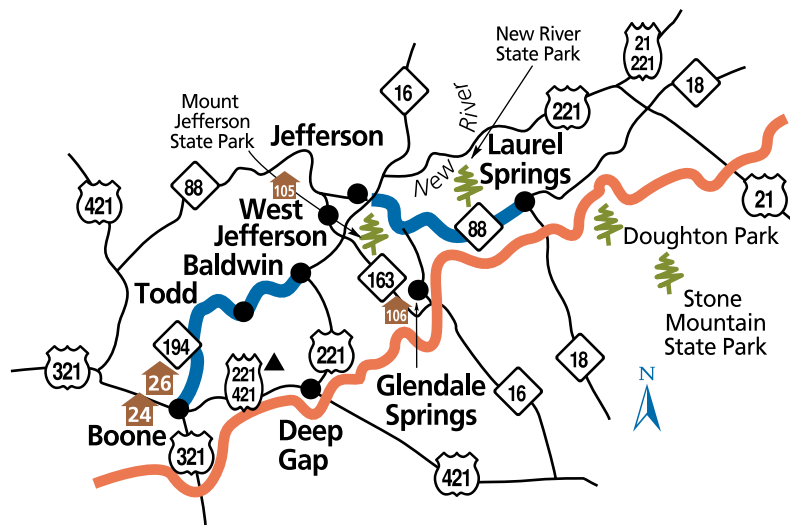 New River
State Park
21
221
18
16
221
Mount
Jefferson
State Park
New River
Jefferson
Laurel
Springs
88
105
421
21
West
Jefferson
88
Doughton Park
Baldwin
163
Todd
106
Stone
Mountain
State Park
194
221
18
321
26
221
421
N
24
Glendale
Springs
16
Boone
Deep
Gap
321
421